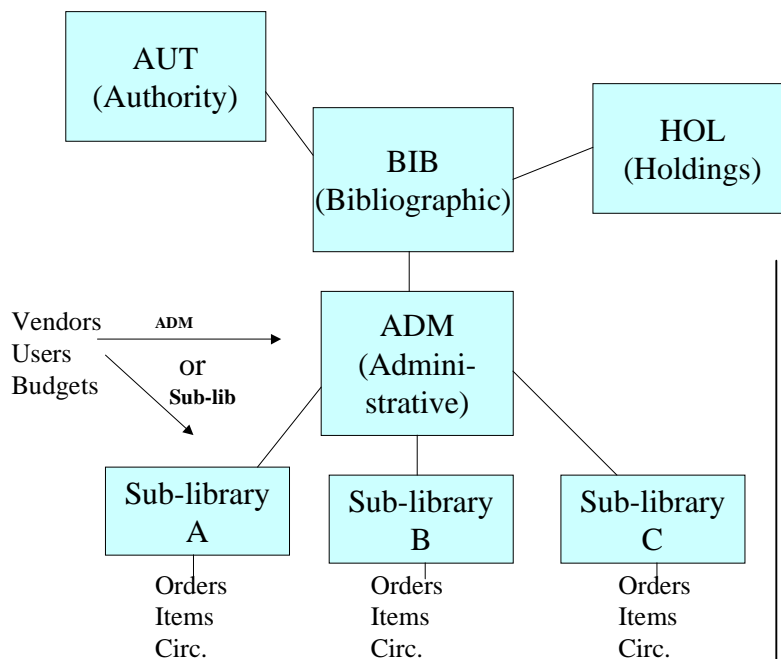 AUT
(Authority)
HOL
(Holdings)
BIB
(Bibliographic)
Vendors
Users
Budgets
ADM
or
Sub-lib
ADM
(Admini-
strative)
Sub-library
A
Sub-library
B
Sub-library
C
Orders
Items
Circ.
Orders
Items
Circ.
Orders
Items
Circ.